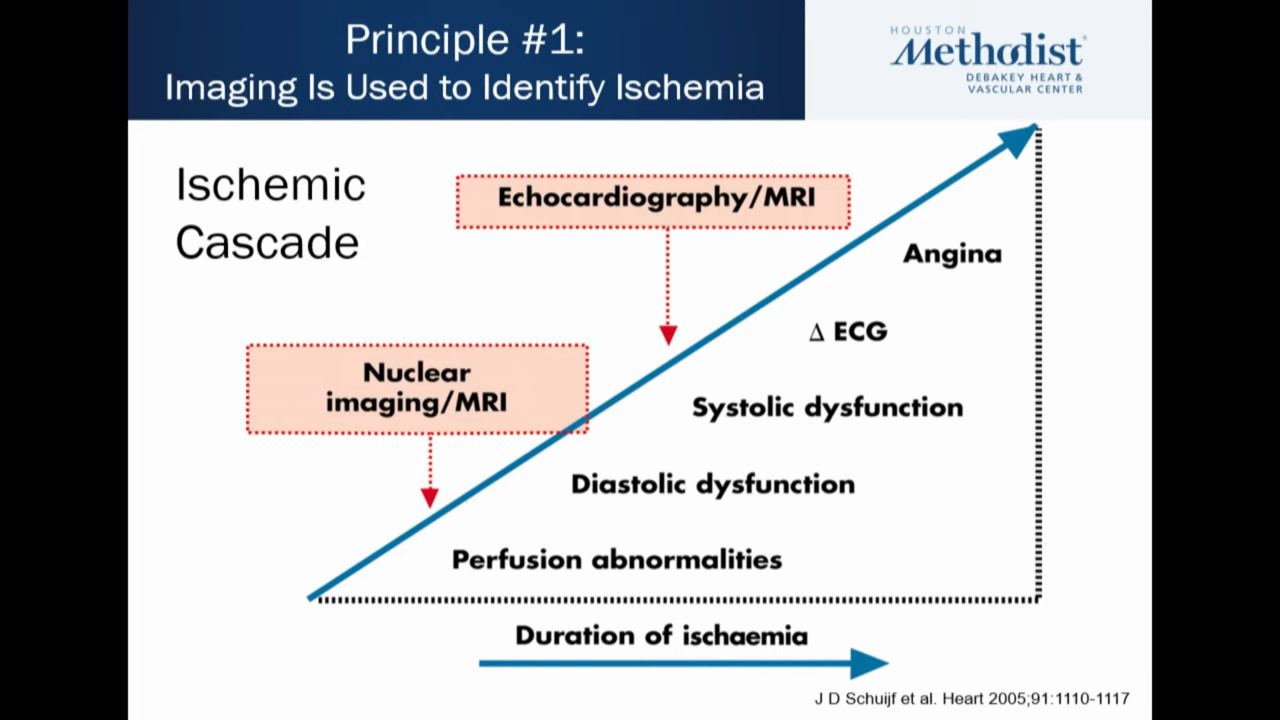 Principle #1:
Imaging Is Used to Identify Ischemia
HOUSTON
Methodist
DEBAKEY HEART &
VASCULAR CENTER
Ischemic
Cascade
Echocardiography/MRI
Angina
Δ ECG
Nuclear
imaging/MRI
Systolic dysfunction
Diastolic dysfunction
Perfusion abnormalities
Duration of ischaemia
J D Schuijf et al. Heart 2005;91:1110-1117